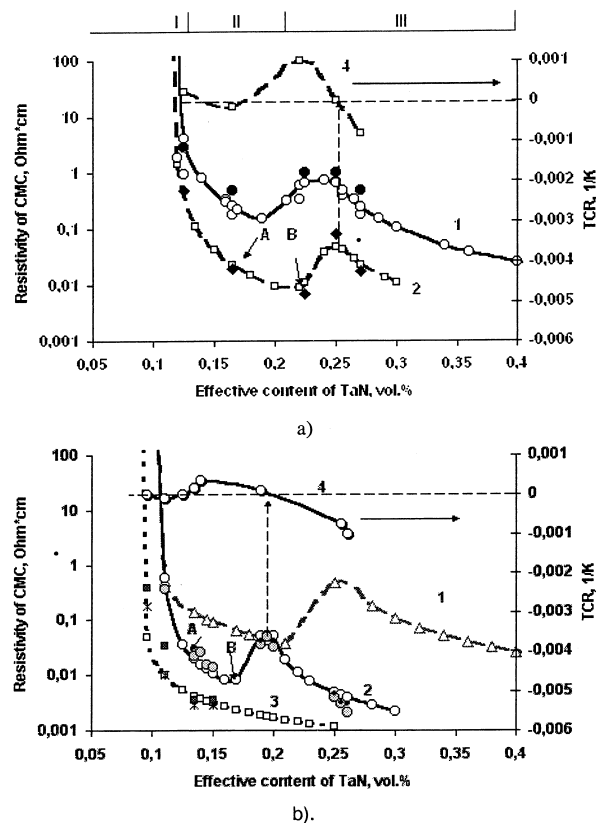 I II III
100
10
1
0,1
0,01
0,001
Resistivity of CMC, Ohm*cm
0,05 0,1 0,15 0,2 0,25 0,3 0,35 0,4
Effective content of TaN, vol.%
0,001
0
-0,001
-0,002
-0,003
-0,004
-0,005
-0,006
TCR, 1/K
4
1
A
B
2
a)
100
10
1
0,1
0,01
0,001
Resistivity of CMC, Ohm*cm
0,05 0,1 0,15 0,2 0,25 0,3 0,35 0,4
Effective content of TaN, vol.%
0,001
0
-0,001
-0,002
-0,003
-0,004
-0,005
-0,006
TCR, 1/K
4
1
A
B
2
3
b).